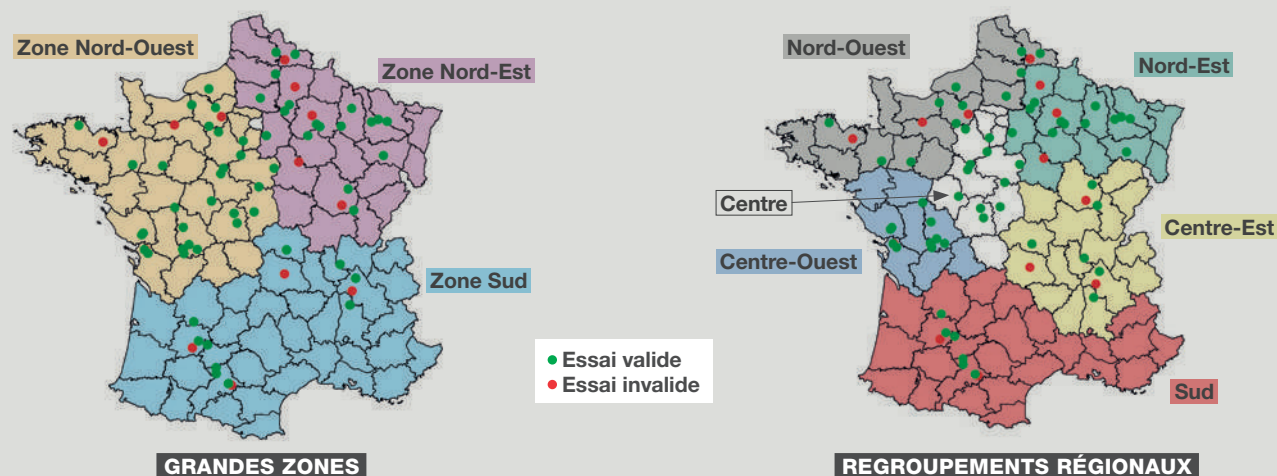 Zone Nord-Ouest
Zone Nord-Est
Zone Sud
GRANDES ZONES
Essai valide
Essai invalide
Nord-Ouest
Nord-Est
Centre
Centre-Est
Centre-Ouest
Sud
REGROUPEMENTS RÉGIONAUX